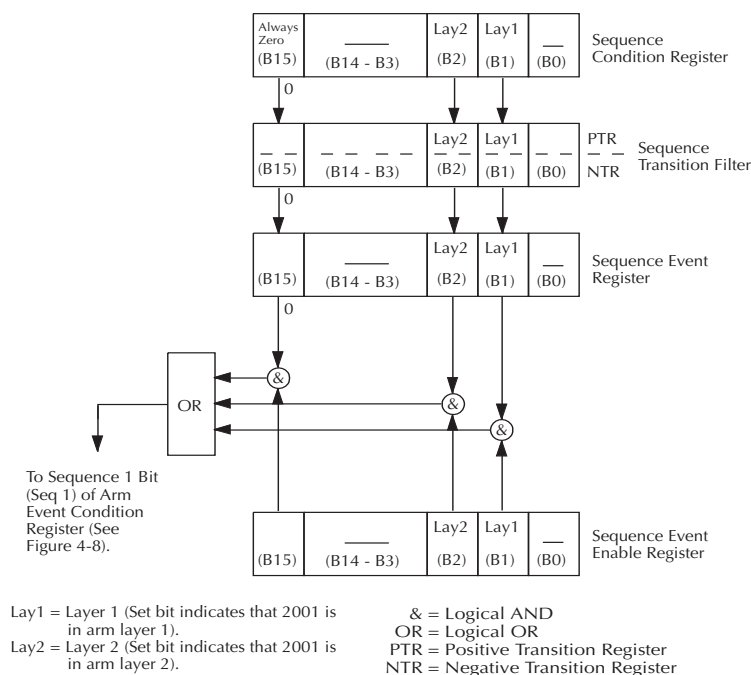 Always
Zero
(B15)
(B14 - B3)
Lay2
(B2)
Lay1
(B1)
(B0)
Sequence
Condition Register
0
(B15)
(B14 - B3)
Lay2
(B2)
Lay1
(B1)
(B0)
PTR
NTR
Sequence
Transition Filter
0
(B15)
(B14 - B3)
Lay2
(B2)
Lay1
(B1)
(B0)
Sequence Event
Register
0
&
OR
&
&
To Sequence 1 Bit
(Seq 1) of Arm
Event Condition
Register (See
Figure 4-8).
(B15)
(B14 - B3)
Lay2
(B2)
Lay1
(B1)
(B0)
Sequence Event
Enable Register
Lay1 = Layer 1 (Set bit indicates that 2001 is
in arm layer 1).
Lay2 = Layer 2 (Set bit indicates that 2001 is
in arm layer 2).
& = Logical AND
OR = Logical OR
PTR = Positive Transition Register
NTR = Negative Transition Register